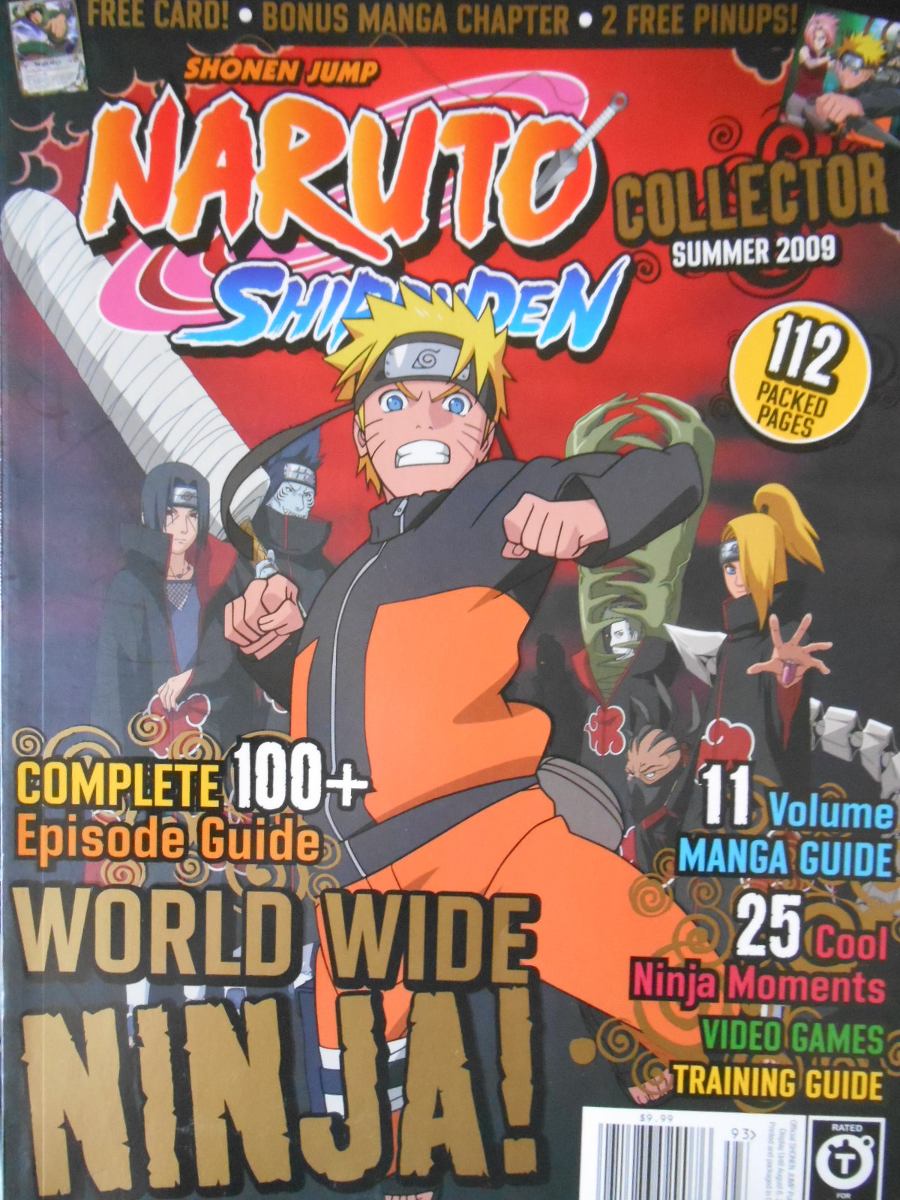 FREE CARD! • BONUS MANGA CHAPTER • 2 FREE PINUPS!
SHONEN JUMP
NARUTO
SHIPPUDEN
COLLECTOR
SUMMER 2009
112
PACKED
PAGES
COMPLETE 100+
Episode Guide
11 Volume
MANGA GUIDE
25 Cool
Ninja Moments
VIDEO GAMES
TRAINING GUIDE
WORLD WIDE
NINJA!
$9.99
93>
RATED
T
FOR